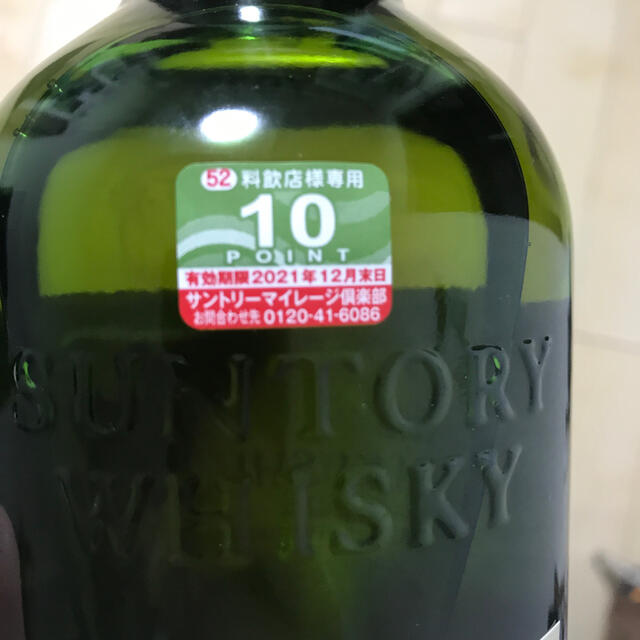 52 料飲店様専用
10
POINT
有効期限2021年12月末日
サントリーマイレージ倶楽部
お問合わせ先 0120-41-6086
SUNTORY
WHISKY